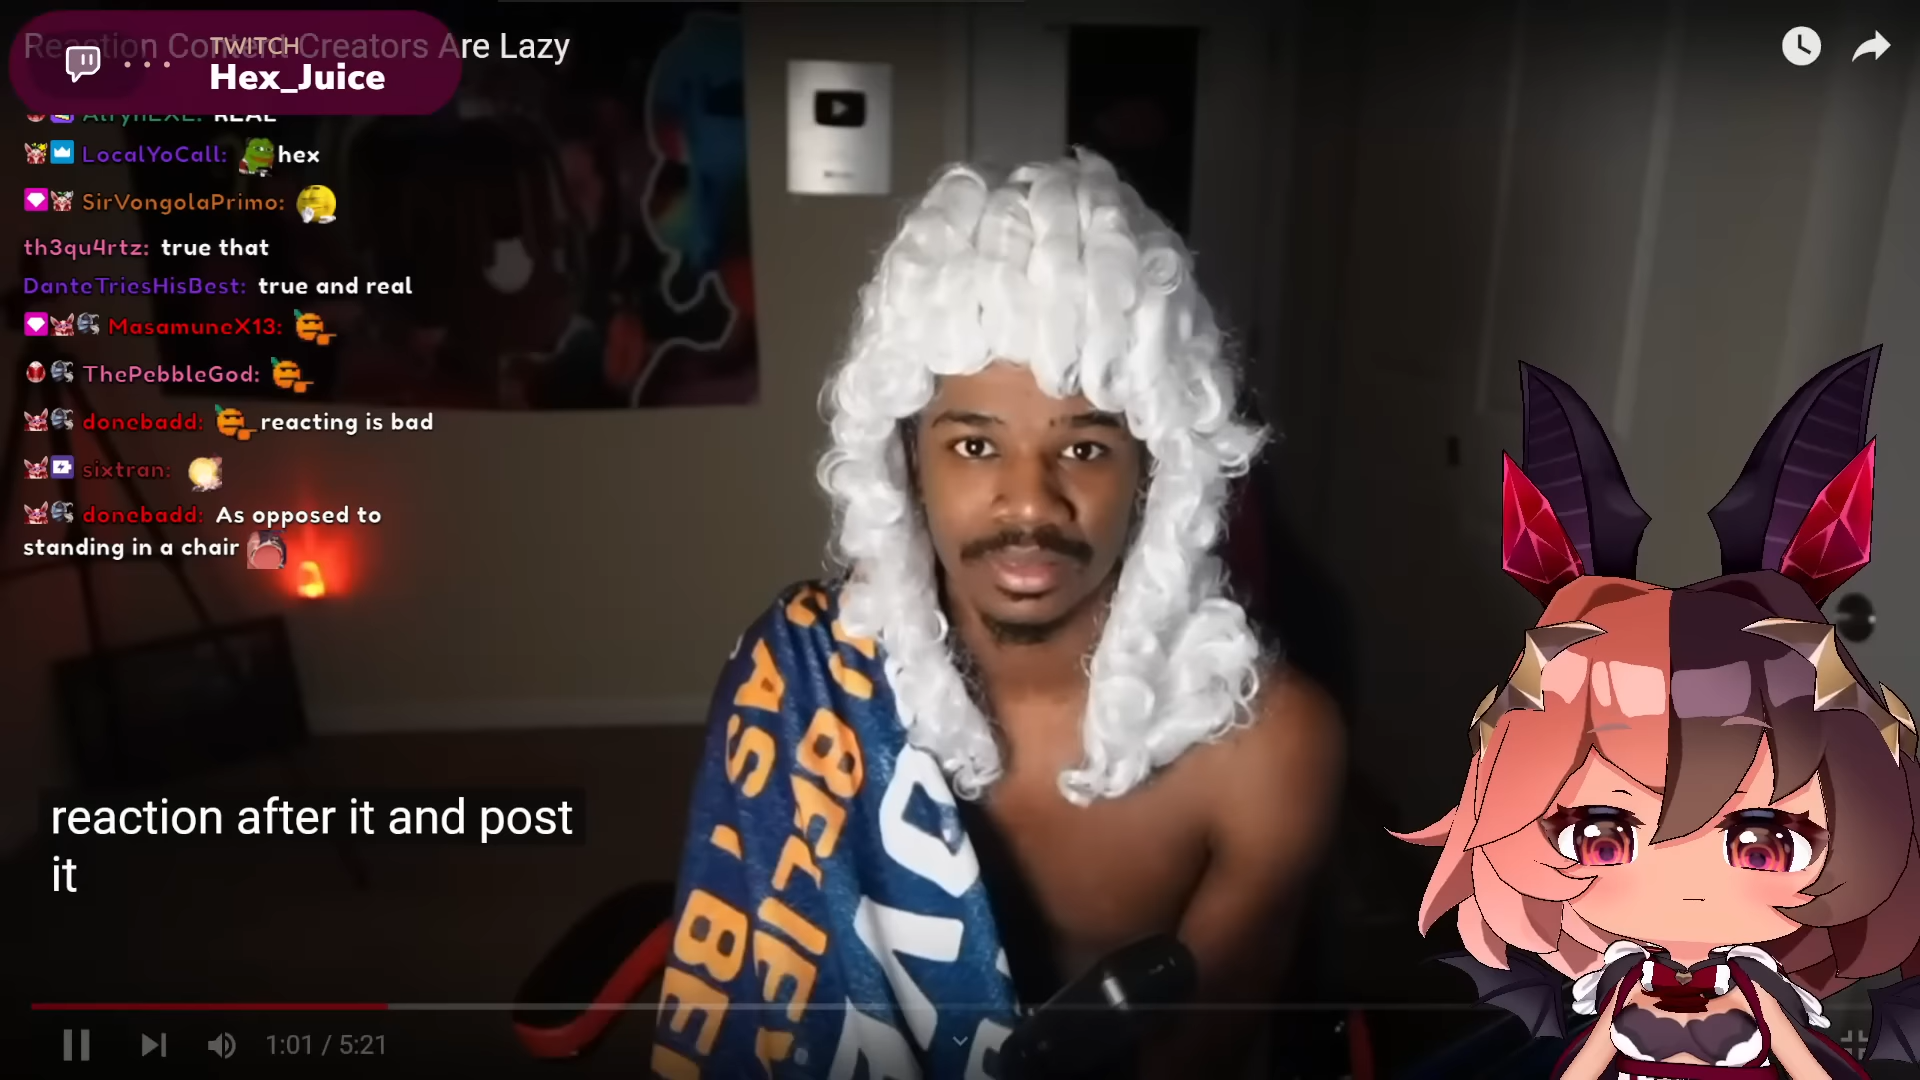 Reaction Content Creators Are Lazy
TWITCH
Hex_Juice
REAL
LocalYoCall: hex
SirVongolaPrimo:
th3qu4rtz: true that
DanteTriesHisBest: true and real
MasamuneX13:
ThePebbleGod:
donebadd: reacting is bad
sixtran:
donebadd: As opposed to
standing in a chair
reaction after it and post
it
1:01 / 5:21